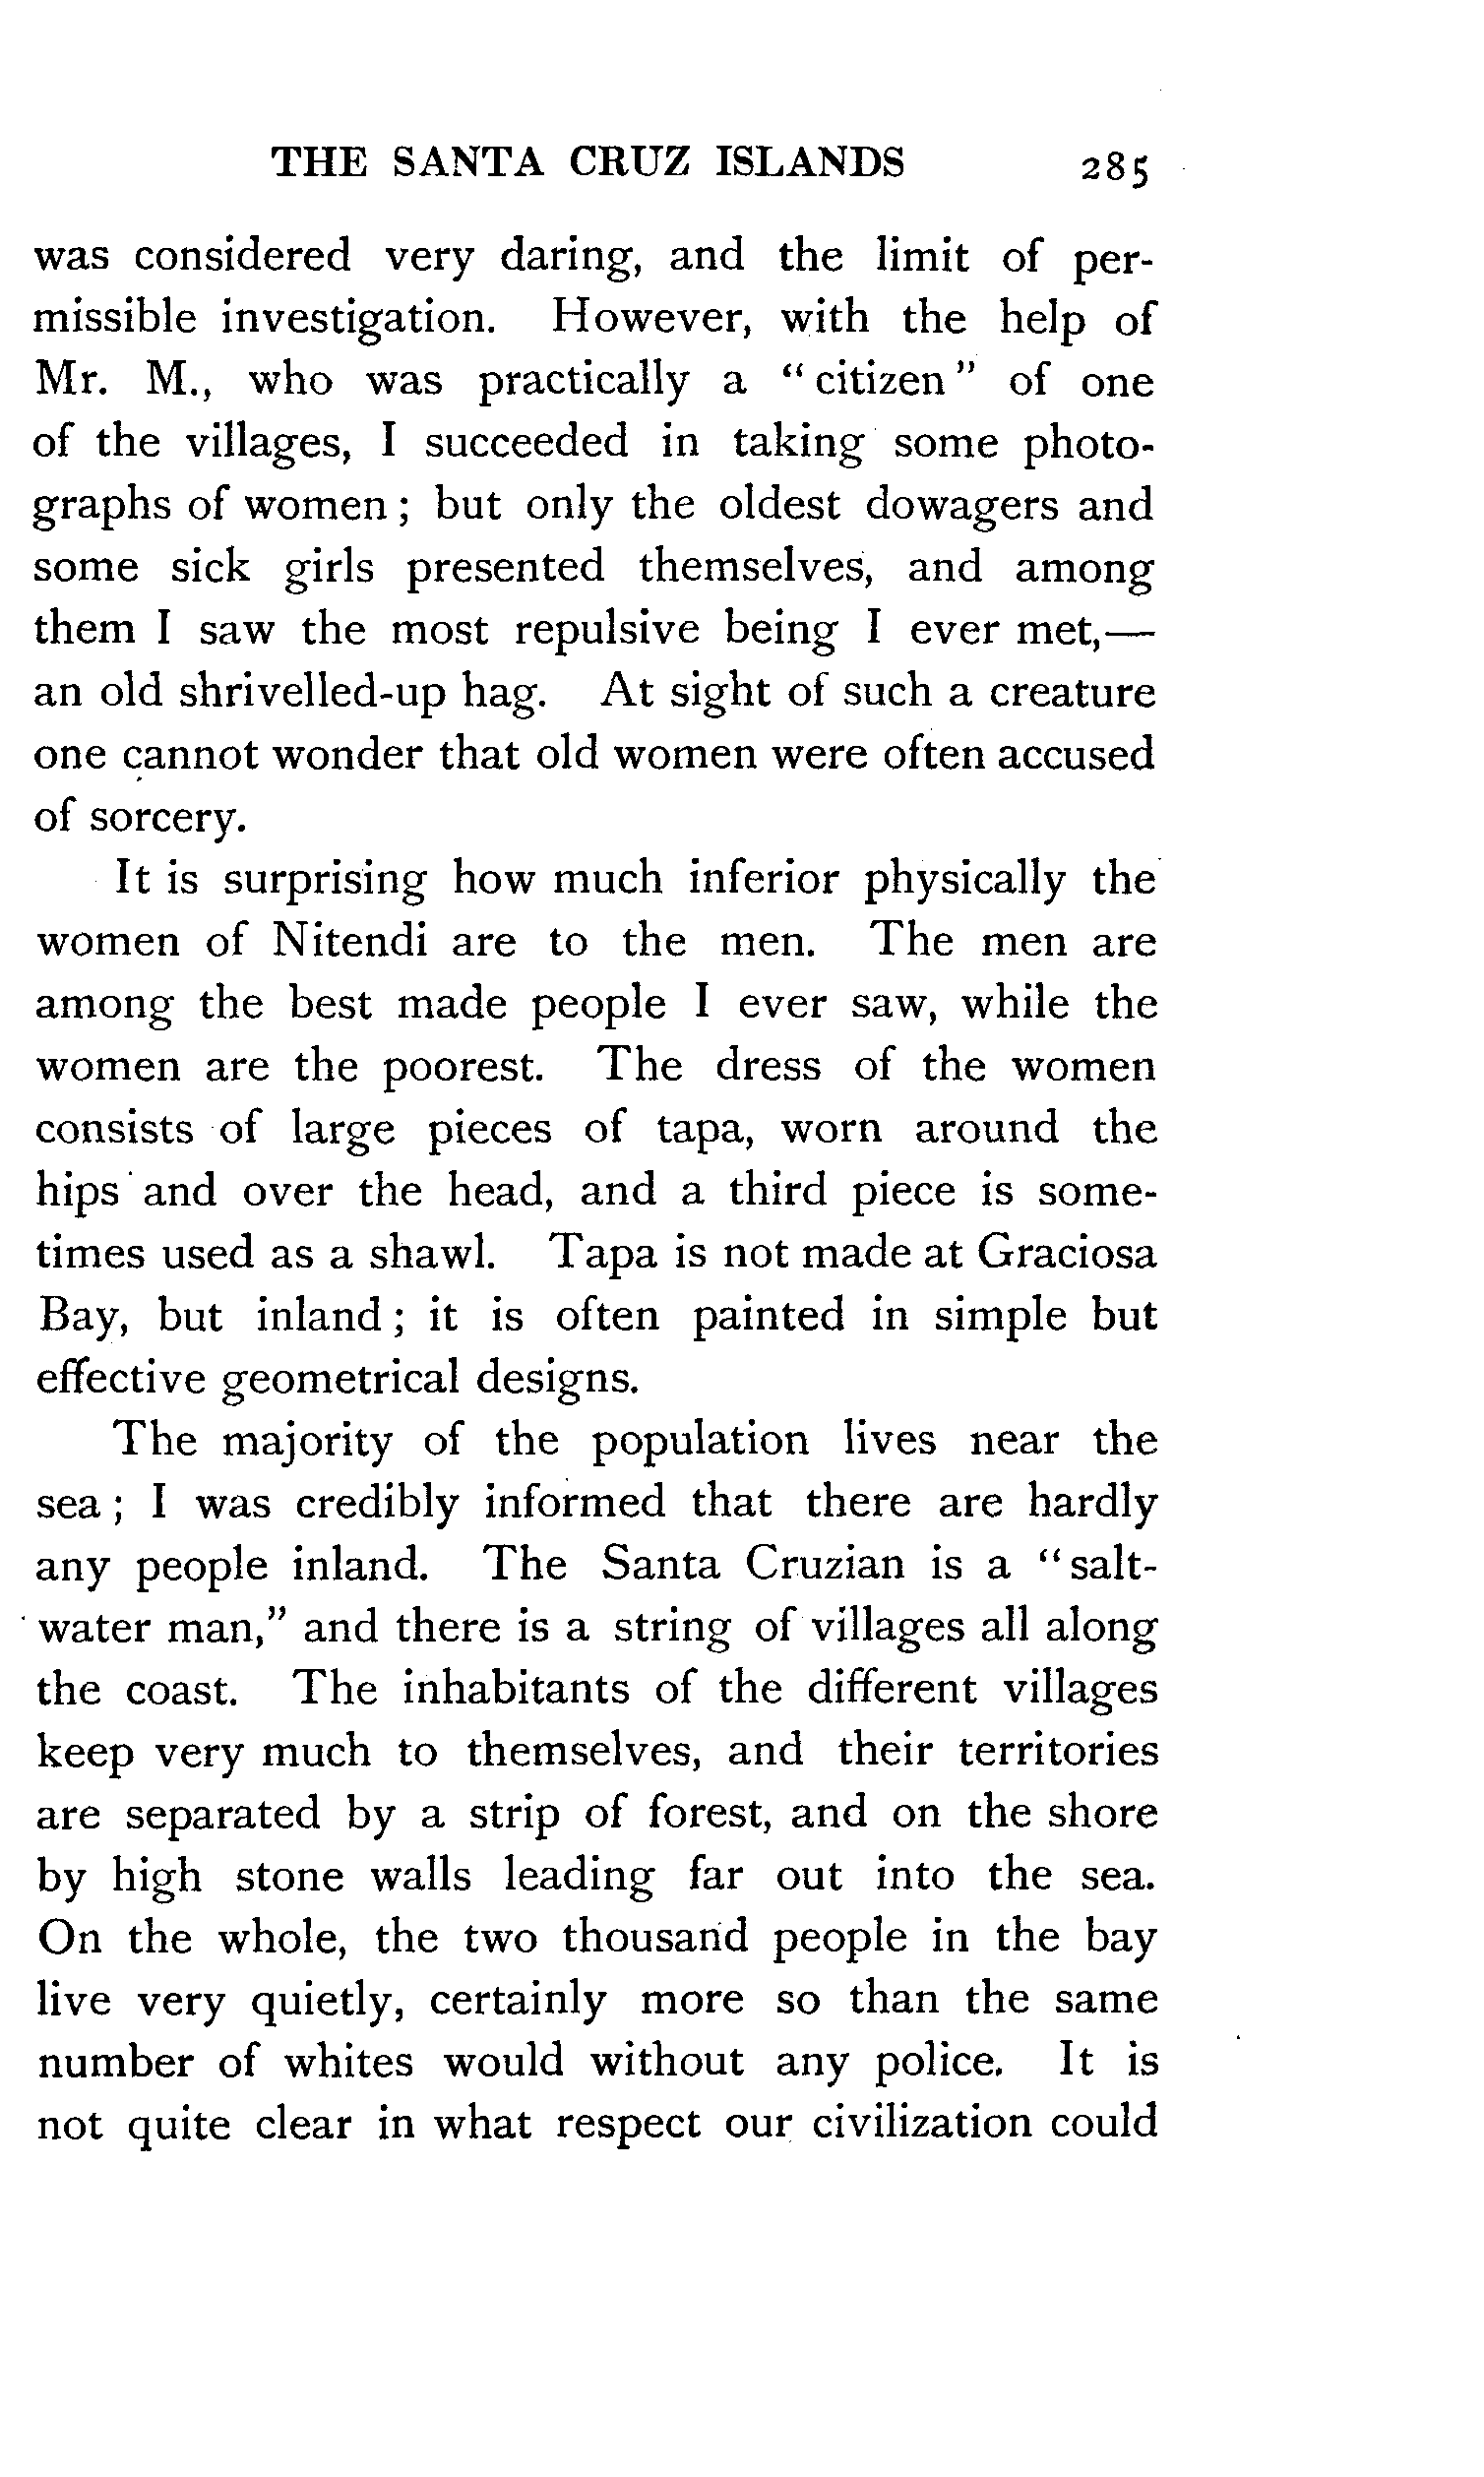 THE SANTA CRUZ ISLANDS 285
was considered very daring, and the limit of per-
missible investigation. However, with the help of
Mr. M., who was practically a "citizen" of one
of the villages, I succeeded in taking some photo-
graphs of women; but only the oldest dowagers and
some sick girls presented themselves, and among
them I saw the most repulsive being I ever met,—
an old shrivelled-up hag. At sight of such a creature
one cannot wonder that old women were often accused
of sorcery.
It is surprising how much inferior physically the
women of Nitendi are to the men. The men are
among the best made people I ever saw, while the
women are the poorest. The dress of the women
consists of large pieces of tapa, worn around the
hips and over the head, and a third piece is some-
times used as a shawl. Tapa is not made at Graciosa
Bay, but inland; it is often painted in simple but
effective geometrical designs.
The majority of the population lives near the
sea; I was credibly informed that there are hardly
any people inland. The Santa Cruzian is a "salt-
water man," and there is a string of villages all along
the coast. The inhabitants of the different villages
keep very much to themselves, and their territories
are separated by a strip of forest, and on the shore
by high stone walls leading far out into the sea.
On the whole, the two thousand people in the bay
live very quietly, certainly more so than the same
number of whites would without any police. It is
not quite clear in what respect our civilization could